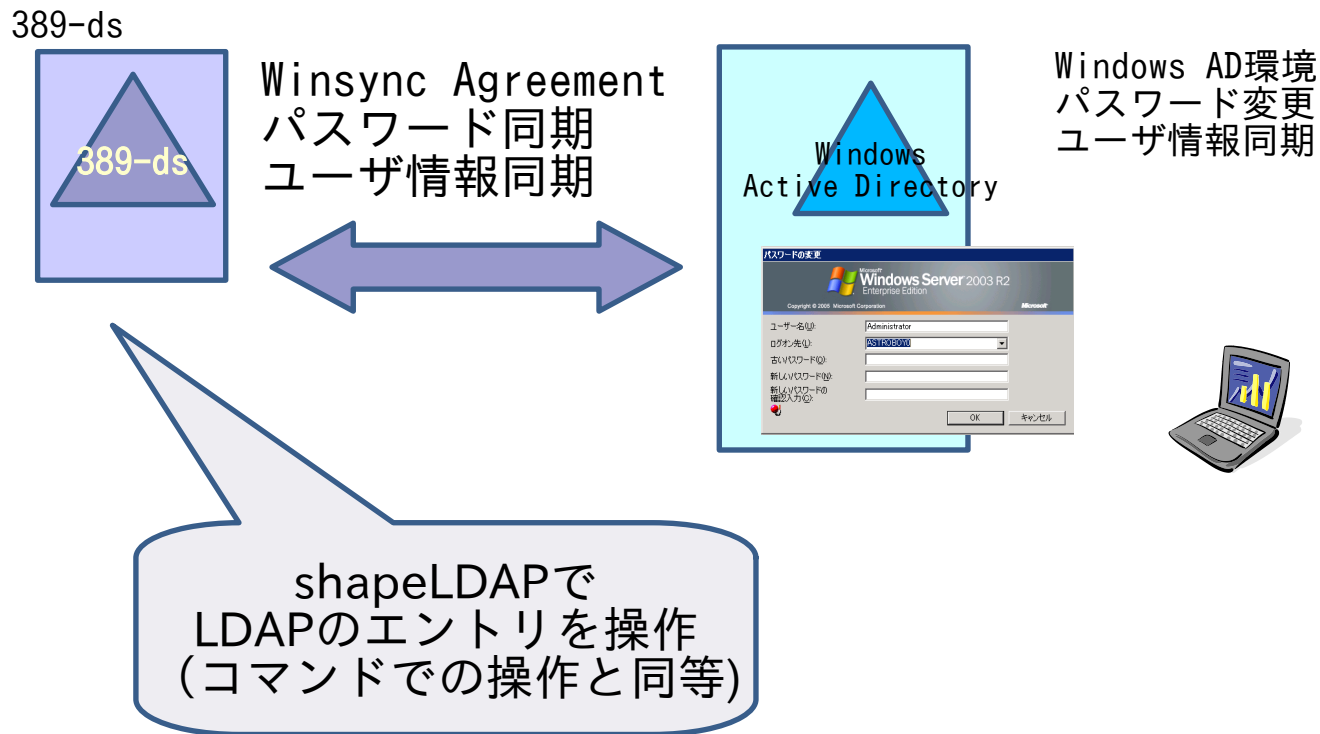 389-ds
389-ds
Winsync Agreement
パスワード同期
ユーザ情報同期
Windows
Active Directory
Windows AD環境
パスワード変更
ユーザ情報同期
パスワードの変更
Microsoft
Windows Server 2003 R2
Enterprise Edition
Copyright © 2005 Microsoft Corporation
Microsoft
ユーザー名(U):
Administrator
ログオン先(L):
ASTROBOY0
古いパスワード(O):
新しいパスワード(N):
新しいパスワードの
確認入力(C):
OK
キャンセル
shapeLDAPで
LDAPのエントリを操作
（コマンドでの操作と同等)